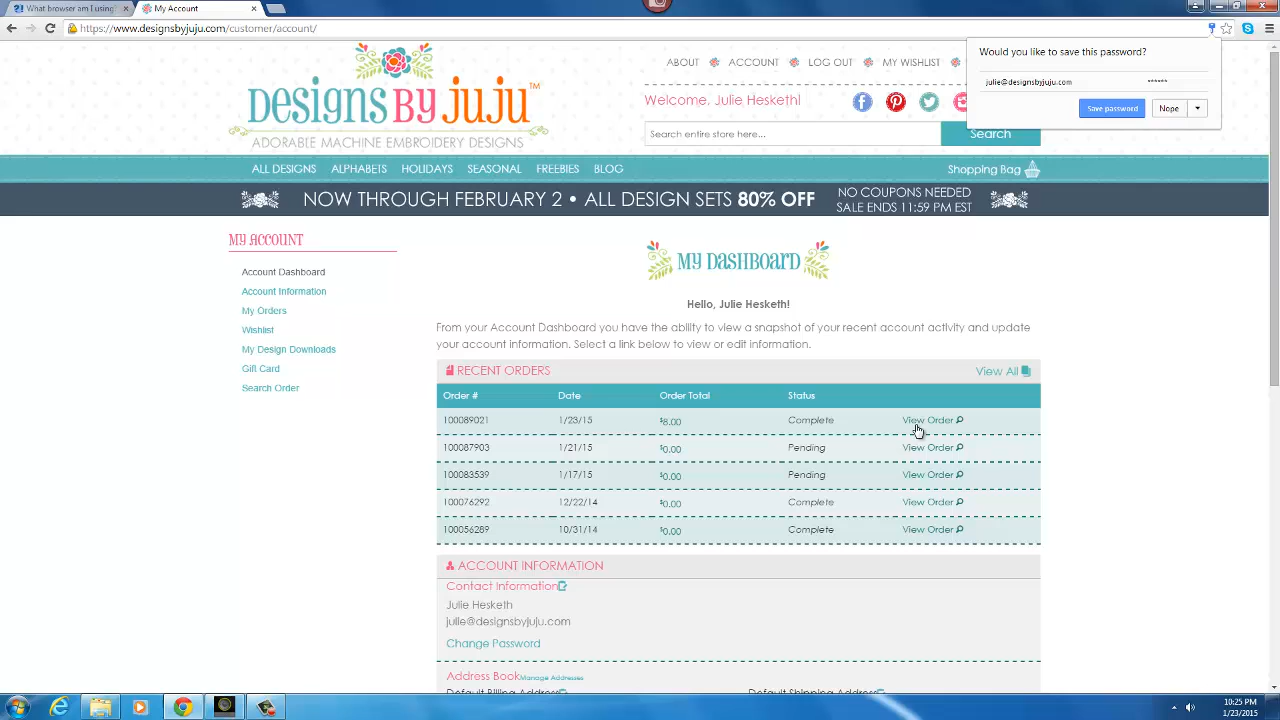 What browser am I using
My Account
https://www.designsbyjuju.com/customer/account/
Would you like to save this password?
julie@designsbyjuju.com ******
Save password Nope
DESIGNS BY JUJU™
ADORABLE MACHINE EMBROIDERY DESIGNS
ABOUT ACCOUNT LOG OUT MY WISHLIST
Welcome, Julie Hesketh!
Search entire store here...
Search
ALL DESIGNS ALPHABETS HOLIDAYS SEASONAL FREEBIES BLOG
Shopping Bag
NOW THROUGH FEBRUARY 2 • ALL DESIGN SETS 80% OFF
NO COUPONS NEEDED
SALE ENDS 11:59 PM EST
MY ACCOUNT
Account Dashboard
Account Information
My Orders
Wishlist
My Design Downloads
Gift Card
Search Order
MY DASHBOARD
Hello, Julie Hesketh!
From your Account Dashboard you have the ability to view a snapshot of your recent account activity and update
your account information. Select a link below to view or edit information.
RECENT ORDERS View All
Order # Date Order Total Status
100089021 1/23/15 $8.00 Complete View Order
100087903 1/21/15 $0.00 Pending View Order
100083539 1/17/15 $0.00 Pending View Order
100076292 12/22/14 $0.00 Complete View Order
100056289 10/31/14 $0.00 Complete View Order
ACCOUNT INFORMATION
Contact Information
Julie Hesketh
julie@designsbyjuju.com
Change Password
Address Book Manage Addresses
Default Billing Address Default Shipping Address
10:25 PM
1/23/2015